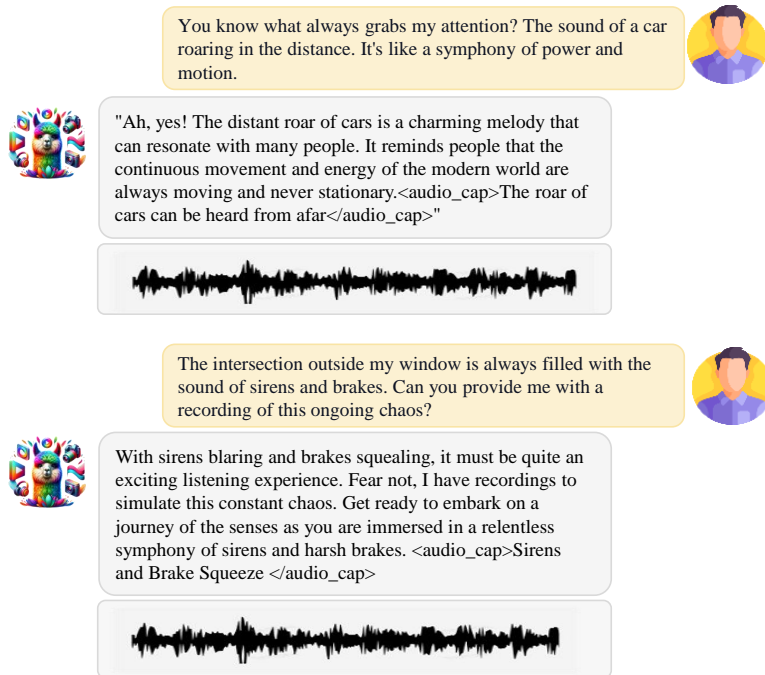 You know what always grabs my attention? The sound of a car
roaring in the distance. It's like a symphony of power and
motion.
"Ah, yes! The distant roar of cars is a charming melody that
can resonate with many people. It reminds people that the
continuous movement and energy of the modern world are
always moving and never stationary.<audio_cap>The roar of
cars can be heard from afar</audio_cap>"
The intersection outside my window is always filled with the
sound of sirens and brakes. Can you provide me with a
recording of this ongoing chaos?
With sirens blaring and brakes squealing, it must be quite an
exciting listening experience. Fear not, I have recordings to
simulate this constant chaos. Get ready to embark on a
journey of the senses as you are immersed in a relentless
symphony of sirens and harsh brakes. <audio_cap>Sirens
and Brake Squeeze </audio_cap>